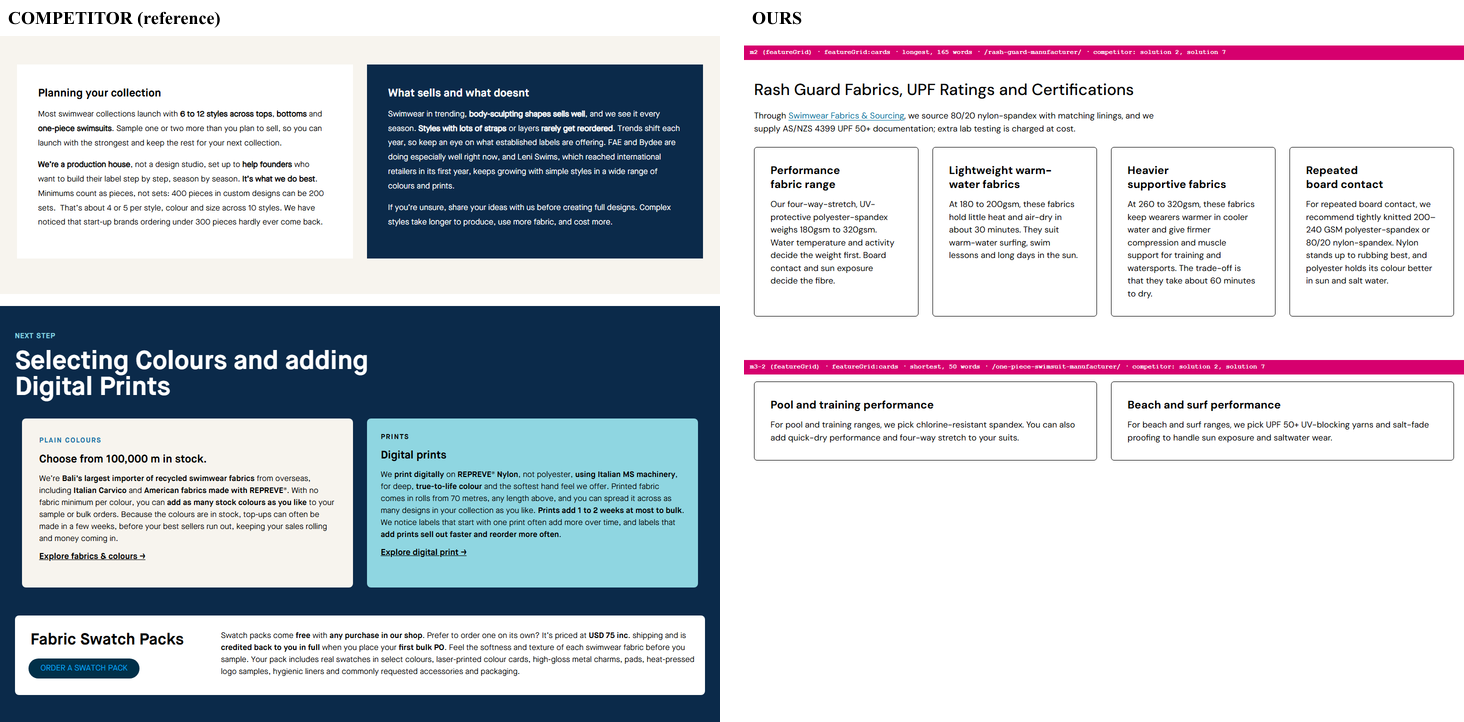 COMPETITOR (reference)
Planning your collection
Most swimwear collections launch with 6 to 12 styles across tops, bottoms and
one-piece swimsuits. Sample one or two more than you plan to sell, so you can
launch with the strongest and keep the rest for your next collection.
We're a production house, not a design studio, set up to help founders who
want to build their label step by step, season by season. It's what we do best.
Minimums count as pieces, not sets: 400 pieces in custom designs can be 200
sets. That's about 4 or 5 per style, colour and size across 10 styles. We have
noticed that start-up brands ordering under 300 pieces hardly ever come back.
What sells and what doesnt
Swimwear in trending, body-sculpting shapes sells well, and we see it every
season. Styles with lots of straps or layers rarely get reordered. Trends shift each
year, so keep an eye on what established labels are offering. FAE and Bydee are
doing especially well right now, and Leni Swims, which reached international
retailers in its first year, keeps growing with simple styles in a wide range of
colours and prints.
If you're unsure, share your ideas with us before creating full designs. Complex
styles take longer to produce, use more fabric, and cost more.
NEXT STEP
Selecting Colours and adding
Digital Prints
PLAIN COLOURS
Choose from 100,000 m in stock.
We're Bali's largest importer of recycled swimwear fabrics from overseas,
including Italian Carvico and American fabrics made with REPREVE®. With no
fabric minimum per colour, you can add as many stock colours as you like to your
sample or bulk orders. Because the colours are in stock, top-ups can often be
made in a few weeks, before your best sellers run out, keeping your sales rolling
and money coming in.
Explore fabrics & colours →
PRINTS
Digital prints
We print digitally on REPREVE® Nylon, not polyester, using Italian MS machinery,
for deep, true-to-life colour and the softest hand feel we offer. Printed fabric
comes in rolls from 70 metres, any length above, and you can spread it across as
many designs in your collection as you like. Prints add 1 to 2 weeks at most to bulk.
We notice labels that start with one print often add more over time, and labels that
add prints sell out faster and reorder more often.
Explore digital print →
Fabric Swatch Packs
ORDER A SWATCH PACK
Swatch packs come free with any purchase in our shop. Prefer to order one on its own? It's priced at USD 75 inc. shipping and is
credited back to you in full when you place your first bulk PO. Feel the softness and texture of each swimwear fabric before you
sample. Your pack includes real swatches in select colours, laser-printed colour cards, high-gloss metal charms, pads, heat-pressed
logo samples, hygienic liners and commonly requested accessories and packaging.
OURS
m2 (featureGrid) · featureGrid:cards · longest, 165 words · /rash-guard-manufacturer/ · competitor: solution 2, solution 7
Rash Guard Fabrics, UPF Ratings and Certifications
Through Swimwear Fabrics & Sourcing, we source 80/20 nylon-spandex with matching linings, and we
supply AS/NZS 4399 UPF 50+ documentation; extra lab testing is charged at cost.
Performance
fabric range
Our four-way-stretch, UV-
protective polyester-spandex
weighs 180gsm to 320gsm.
Water temperature and activity
decide the weight first. Board
contact and sun exposure
decide the fibre.
Lightweight warm-
water fabrics
At 180 to 200gsm, these fabrics
hold little heat and air-dry in
about 30 minutes. They suit
warm-water surfing, swim
lessons and long days in the sun.
Heavier
supportive fabrics
At 260 to 320gsm, these fabrics
keep wearers warmer in cooler
water and give firmer
compression and muscle
support for training and
watersports. The trade-off is
that they take about 60 minutes
to dry.
Repeated
board contact
For repeated board contact, we
recommend tightly knitted 200–
240 GSM polyester-spandex or
80/20 nylon-spandex. Nylon
stands up to rubbing best, and
polyester holds its colour better
in sun and salt water.
m3-2 (featureGrid) · featureGrid:cards · shortest, 50 words · /one-piece-swimsuit-manufacturer/ · competitor: solution 2, solution 7
Pool and training performance
For pool and training ranges, we pick chlorine-resistant spandex. You can also
add quick-dry performance and four-way stretch to your suits.
Beach and surf performance
For beach and surf ranges, we pick UPF 50+ UV-blocking yarns and salt-fade
proofing to handle sun exposure and saltwater wear.